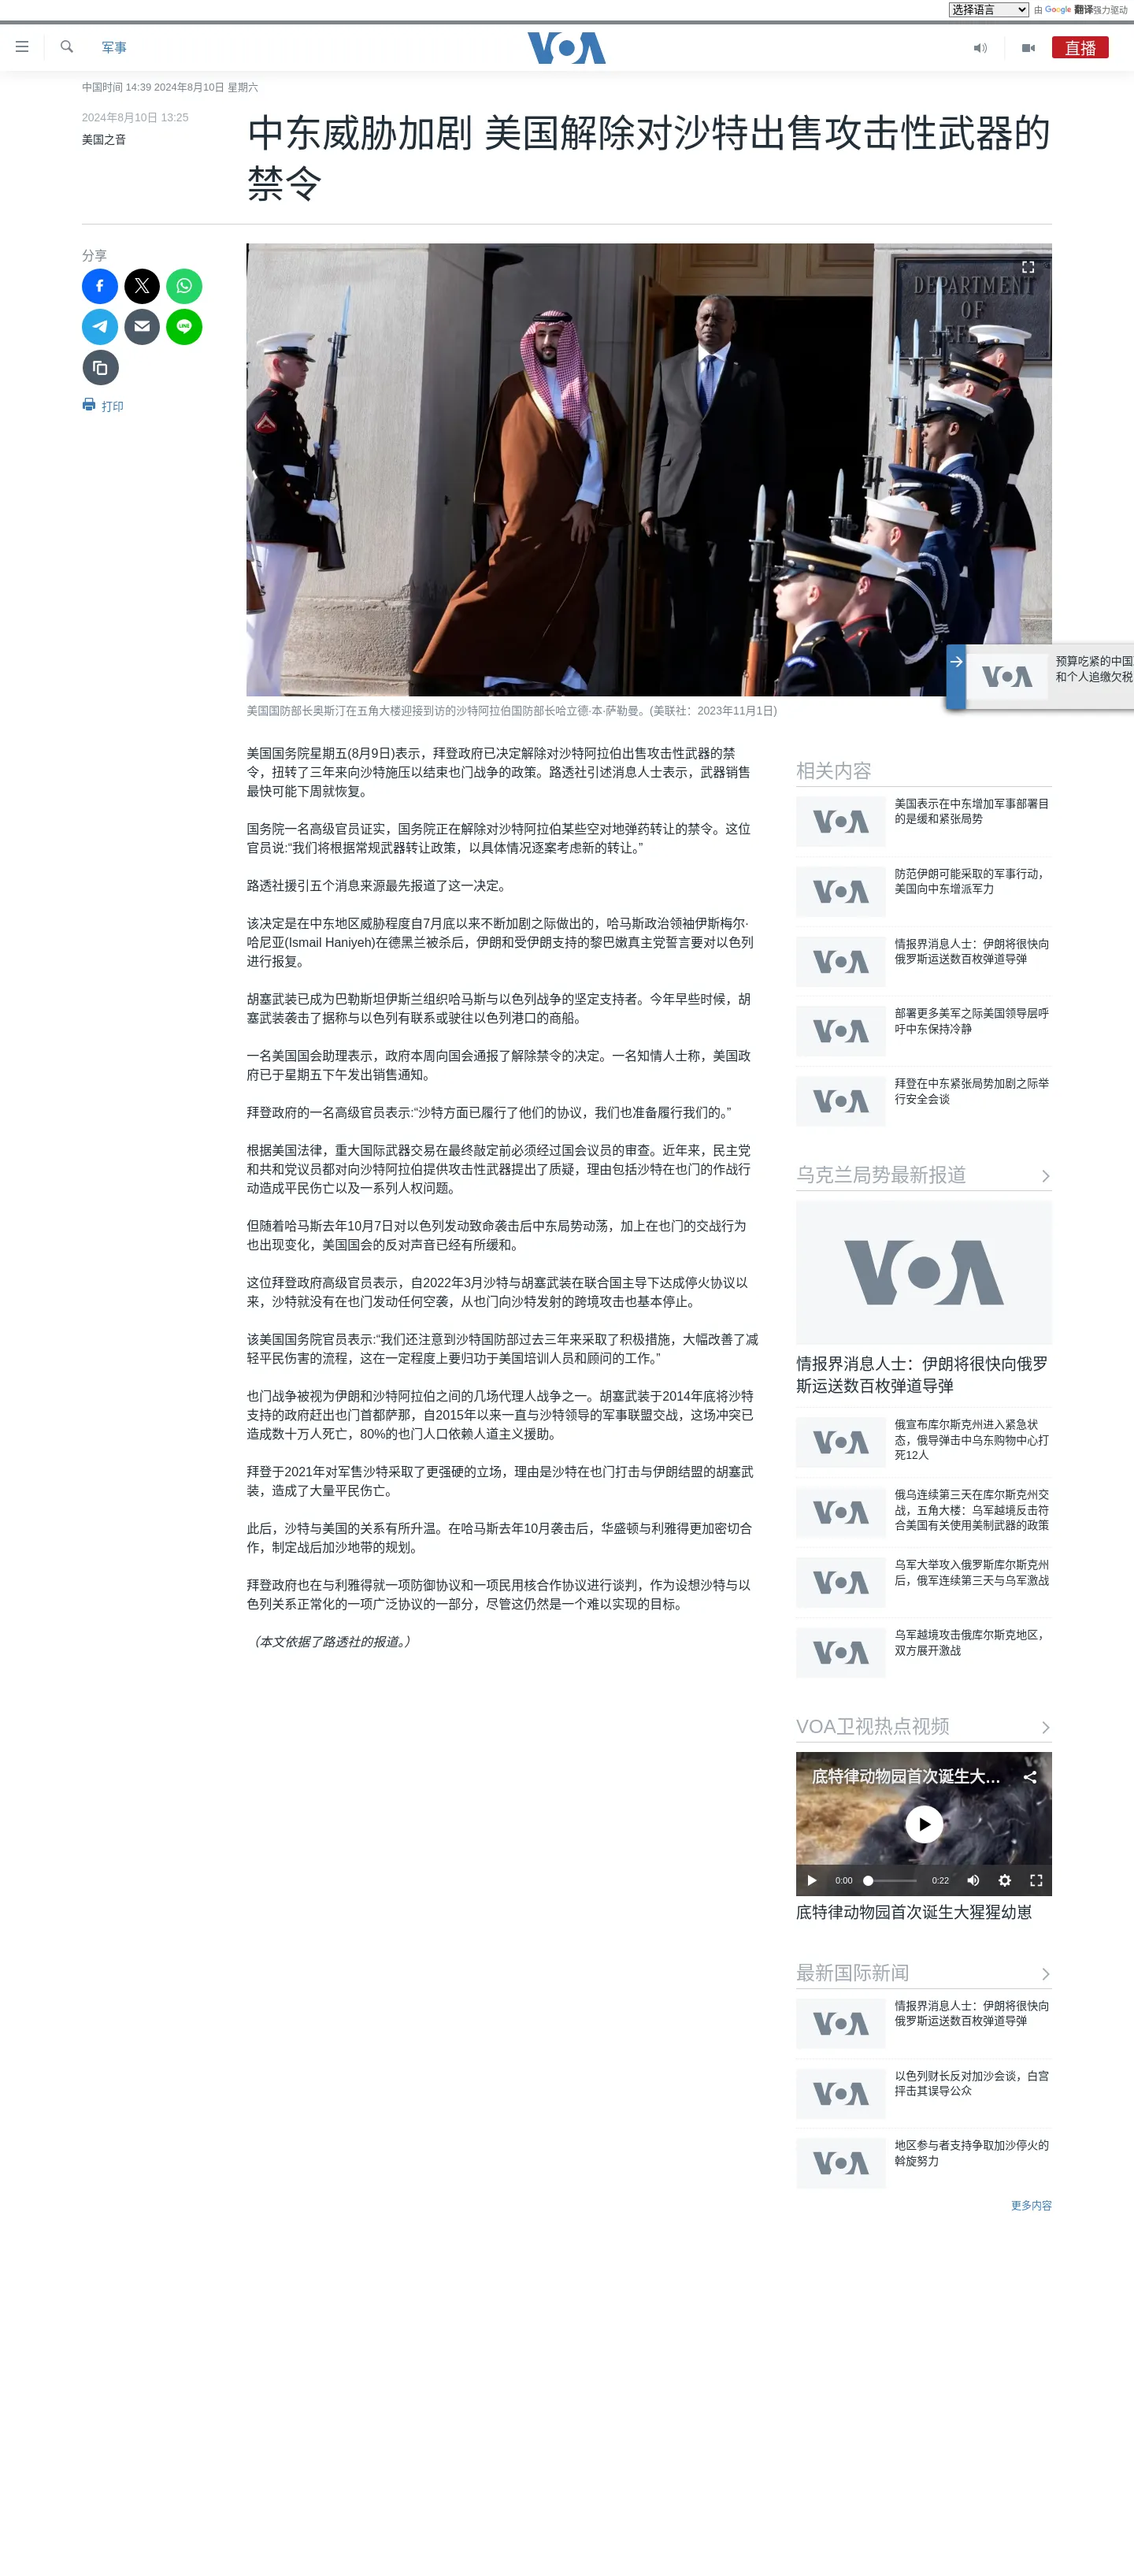 选择语言 由 Google 翻译强力驱动
军事
VOA
直播
中国时间 14:39 2024年8月10日 星期六
2024年8月10日 13:25
美国之音
中东威胁加剧 美国解除对沙特出售攻击性武器的
禁令
分享
打印
DEPARTMENT
OF
美国国防部长奥斯汀在五角大楼迎接到访的沙特阿拉伯国防部长哈立德·本·萨勒曼。(美联社：2023年11月1日)
VOA
预算吃紧的中国
和个人追缴欠税
美国国务院星期五(8月9日)表示，拜登政府已决定解除对沙特阿拉伯出售攻击性武器的禁
令，扭转了三年来向沙特施压以结束也门战争的政策。路透社引述消息人士表示，武器销售
最快可能下周就恢复。
国务院一名高级官员证实，国务院正在解除对沙特阿拉伯某些空对地弹药转让的禁令。这位
官员说:“我们将根据常规武器转让政策，以具体情况逐案考虑新的转让。”
路透社援引五个消息来源最先报道了这一决定。
该决定是在中东地区威胁程度自7月底以来不断加剧之际做出的，哈马斯政治领袖伊斯梅尔·
哈尼亚(Ismail Haniyeh)在德黑兰被杀后，伊朗和受伊朗支持的黎巴嫩真主党誓言要对以色列
进行报复。
胡塞武装已成为巴勒斯坦伊斯兰组织哈马斯与以色列战争的坚定支持者。今年早些时候，胡
塞武装袭击了据称与以色列有联系或驶往以色列港口的商船。
一名美国国会助理表示，政府本周向国会通报了解除禁令的决定。一名知情人士称，美国政
府已于星期五下午发出销售通知。
拜登政府的一名高级官员表示:“沙特方面已履行了他们的协议，我们也准备履行我们的。”
根据美国法律，重大国际武器交易在最终敲定前必须经过国会议员的审查。近年来，民主党
和共和党议员都对向沙特阿拉伯提供攻击性武器提出了质疑，理由包括沙特在也门的作战行
动造成平民伤亡以及一系列人权问题。
但随着哈马斯去年10月7日对以色列发动致命袭击后中东局势动荡，加上在也门的交战行为
也出现变化，美国国会的反对声音已经有所缓和。
这位拜登政府高级官员表示，自2022年3月沙特与胡塞武装在联合国主导下达成停火协议以
来，沙特就没有在也门发动任何空袭，从也门向沙特发射的跨境攻击也基本停止。
该美国国务院官员表示:“我们还注意到沙特国防部过去三年来采取了积极措施，大幅改善了减
轻平民伤害的流程，这在一定程度上要归功于美国培训人员和顾问的工作。”
也门战争被视为伊朗和沙特阿拉伯之间的几场代理人战争之一。胡塞武装于2014年底将沙特
支持的政府赶出也门首都萨那，自2015年以来一直与沙特领导的军事联盟交战，这场冲突已
造成数十万人死亡，80%的也门人口依赖人道主义援助。
拜登于2021年对军售沙特采取了更强硬的立场，理由是沙特在也门打击与伊朗结盟的胡塞武
装，造成了大量平民伤亡。
此后，沙特与美国的关系有所升温。在哈马斯去年10月袭击后，华盛顿与利雅得更加密切合
作，制定战后加沙地带的规划。
拜登政府也在与利雅得就一项防御协议和一项民用核合作协议进行谈判，作为设想沙特与以
色列关系正常化的一项广泛协议的一部分，尽管这仍然是一个难以实现的目标。
（本文依据了路透社的报道。）
相关内容
VOA
美国表示在中东增加军事部署目
的是缓和紧张局势
VOA
防范伊朗可能采取的军事行动，
美国向中东增派军力
VOA
情报界消息人士：伊朗将很快向
俄罗斯运送数百枚弹道导弹
VOA
部署更多美军之际美国领导层呼
吁中东保持冷静
VOA
拜登在中东紧张局势加剧之际举
行安全会谈
乌克兰局势最新报道
VOA
情报界消息人士：伊朗将很快向俄罗
斯运送数百枚弹道导弹
VOA
俄宣布库尔斯克州进入紧急状
态，俄导弹击中乌东购物中心打
死12人
VOA
俄乌连续第三天在库尔斯克州交
战，五角大楼：乌军越境反击符
合美国有关使用美制武器的政策
VOA
乌军大举攻入俄罗斯库尔斯克州
后，俄军连续第三天与乌军激战
VOA
乌军越境攻击俄库尔斯克地区，
双方展开激战
VOA卫视热点视频
底特律动物园首次诞生大...
0:00 0:22
底特律动物园首次诞生大猩猩幼崽
最新国际新闻
VOA
情报界消息人士：伊朗将很快向
俄罗斯运送数百枚弹道导弹
VOA
以色列财长反对加沙会谈，白宫
抨击其误导公众
VOA
地区参与者支持争取加沙停火的
斡旋努力
更多内容